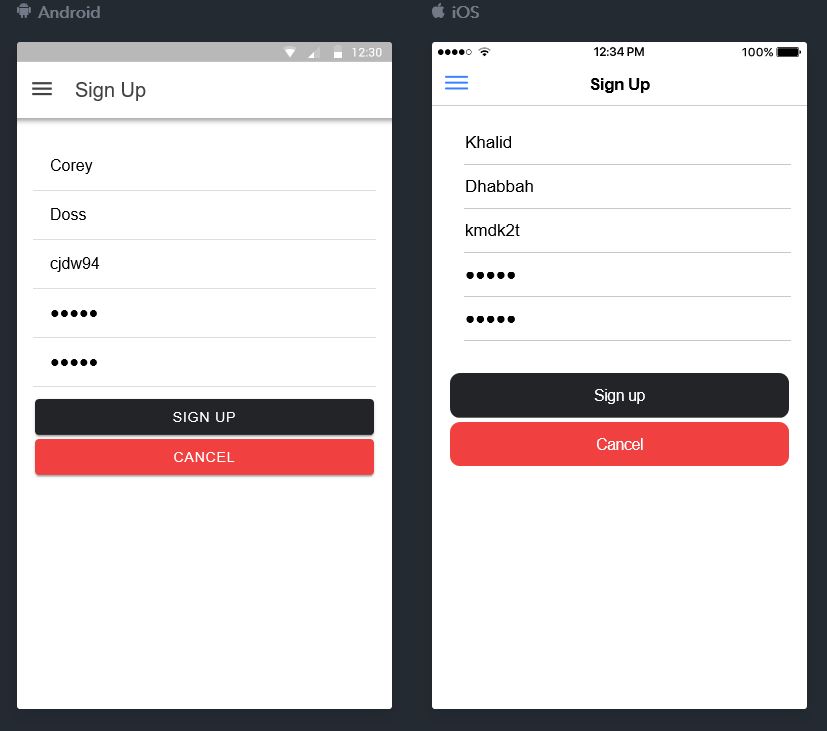 Android
12:30
Sign Up
Corey
Doss
cjdw94
●●●●●
●●●●●
SIGN UP
CANCEL
iOS
12:34 PM 100%
Sign Up
Khalid
Dhabbah
kmdk2t
●●●●●
●●●●●
Sign up
Cancel